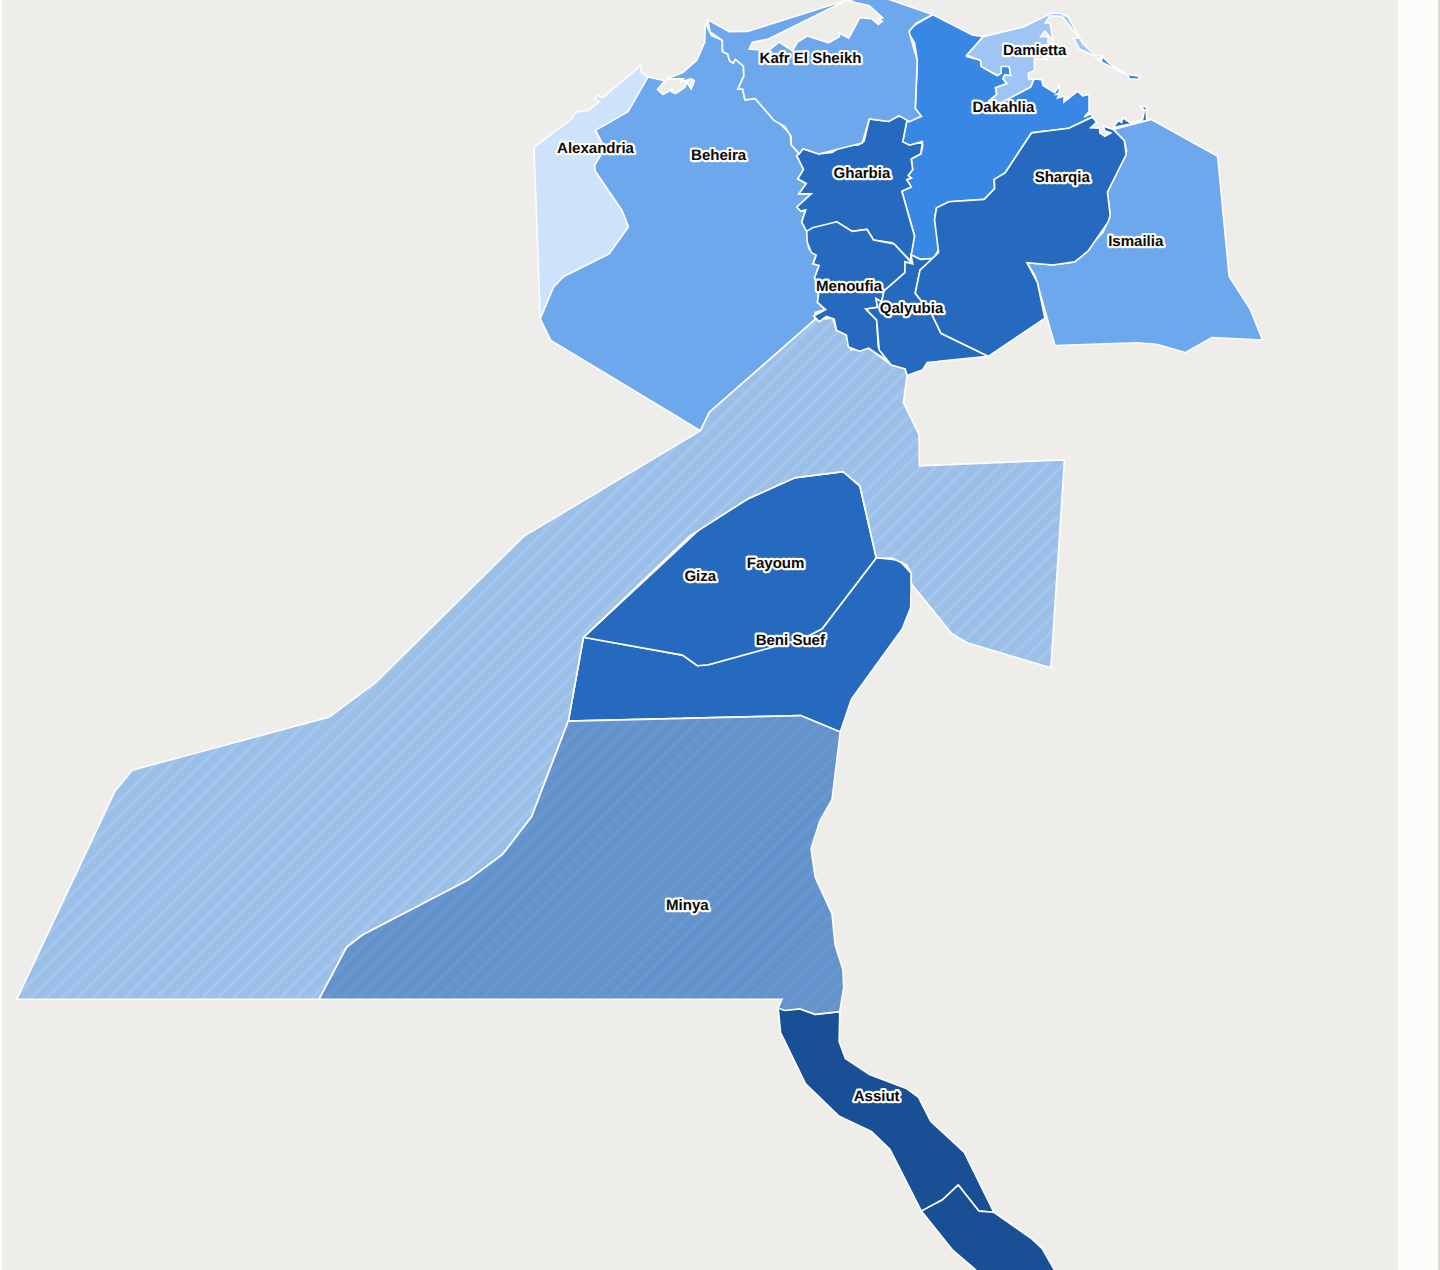 Damietta
Kafr El Sheikh
Dakahlia
Alexandria
Beheira
Gharbia
Sharqia
Ismailia
Menoufia
Qalyubia
Fayoum
Giza
Beni Suef
Minya
Assiut